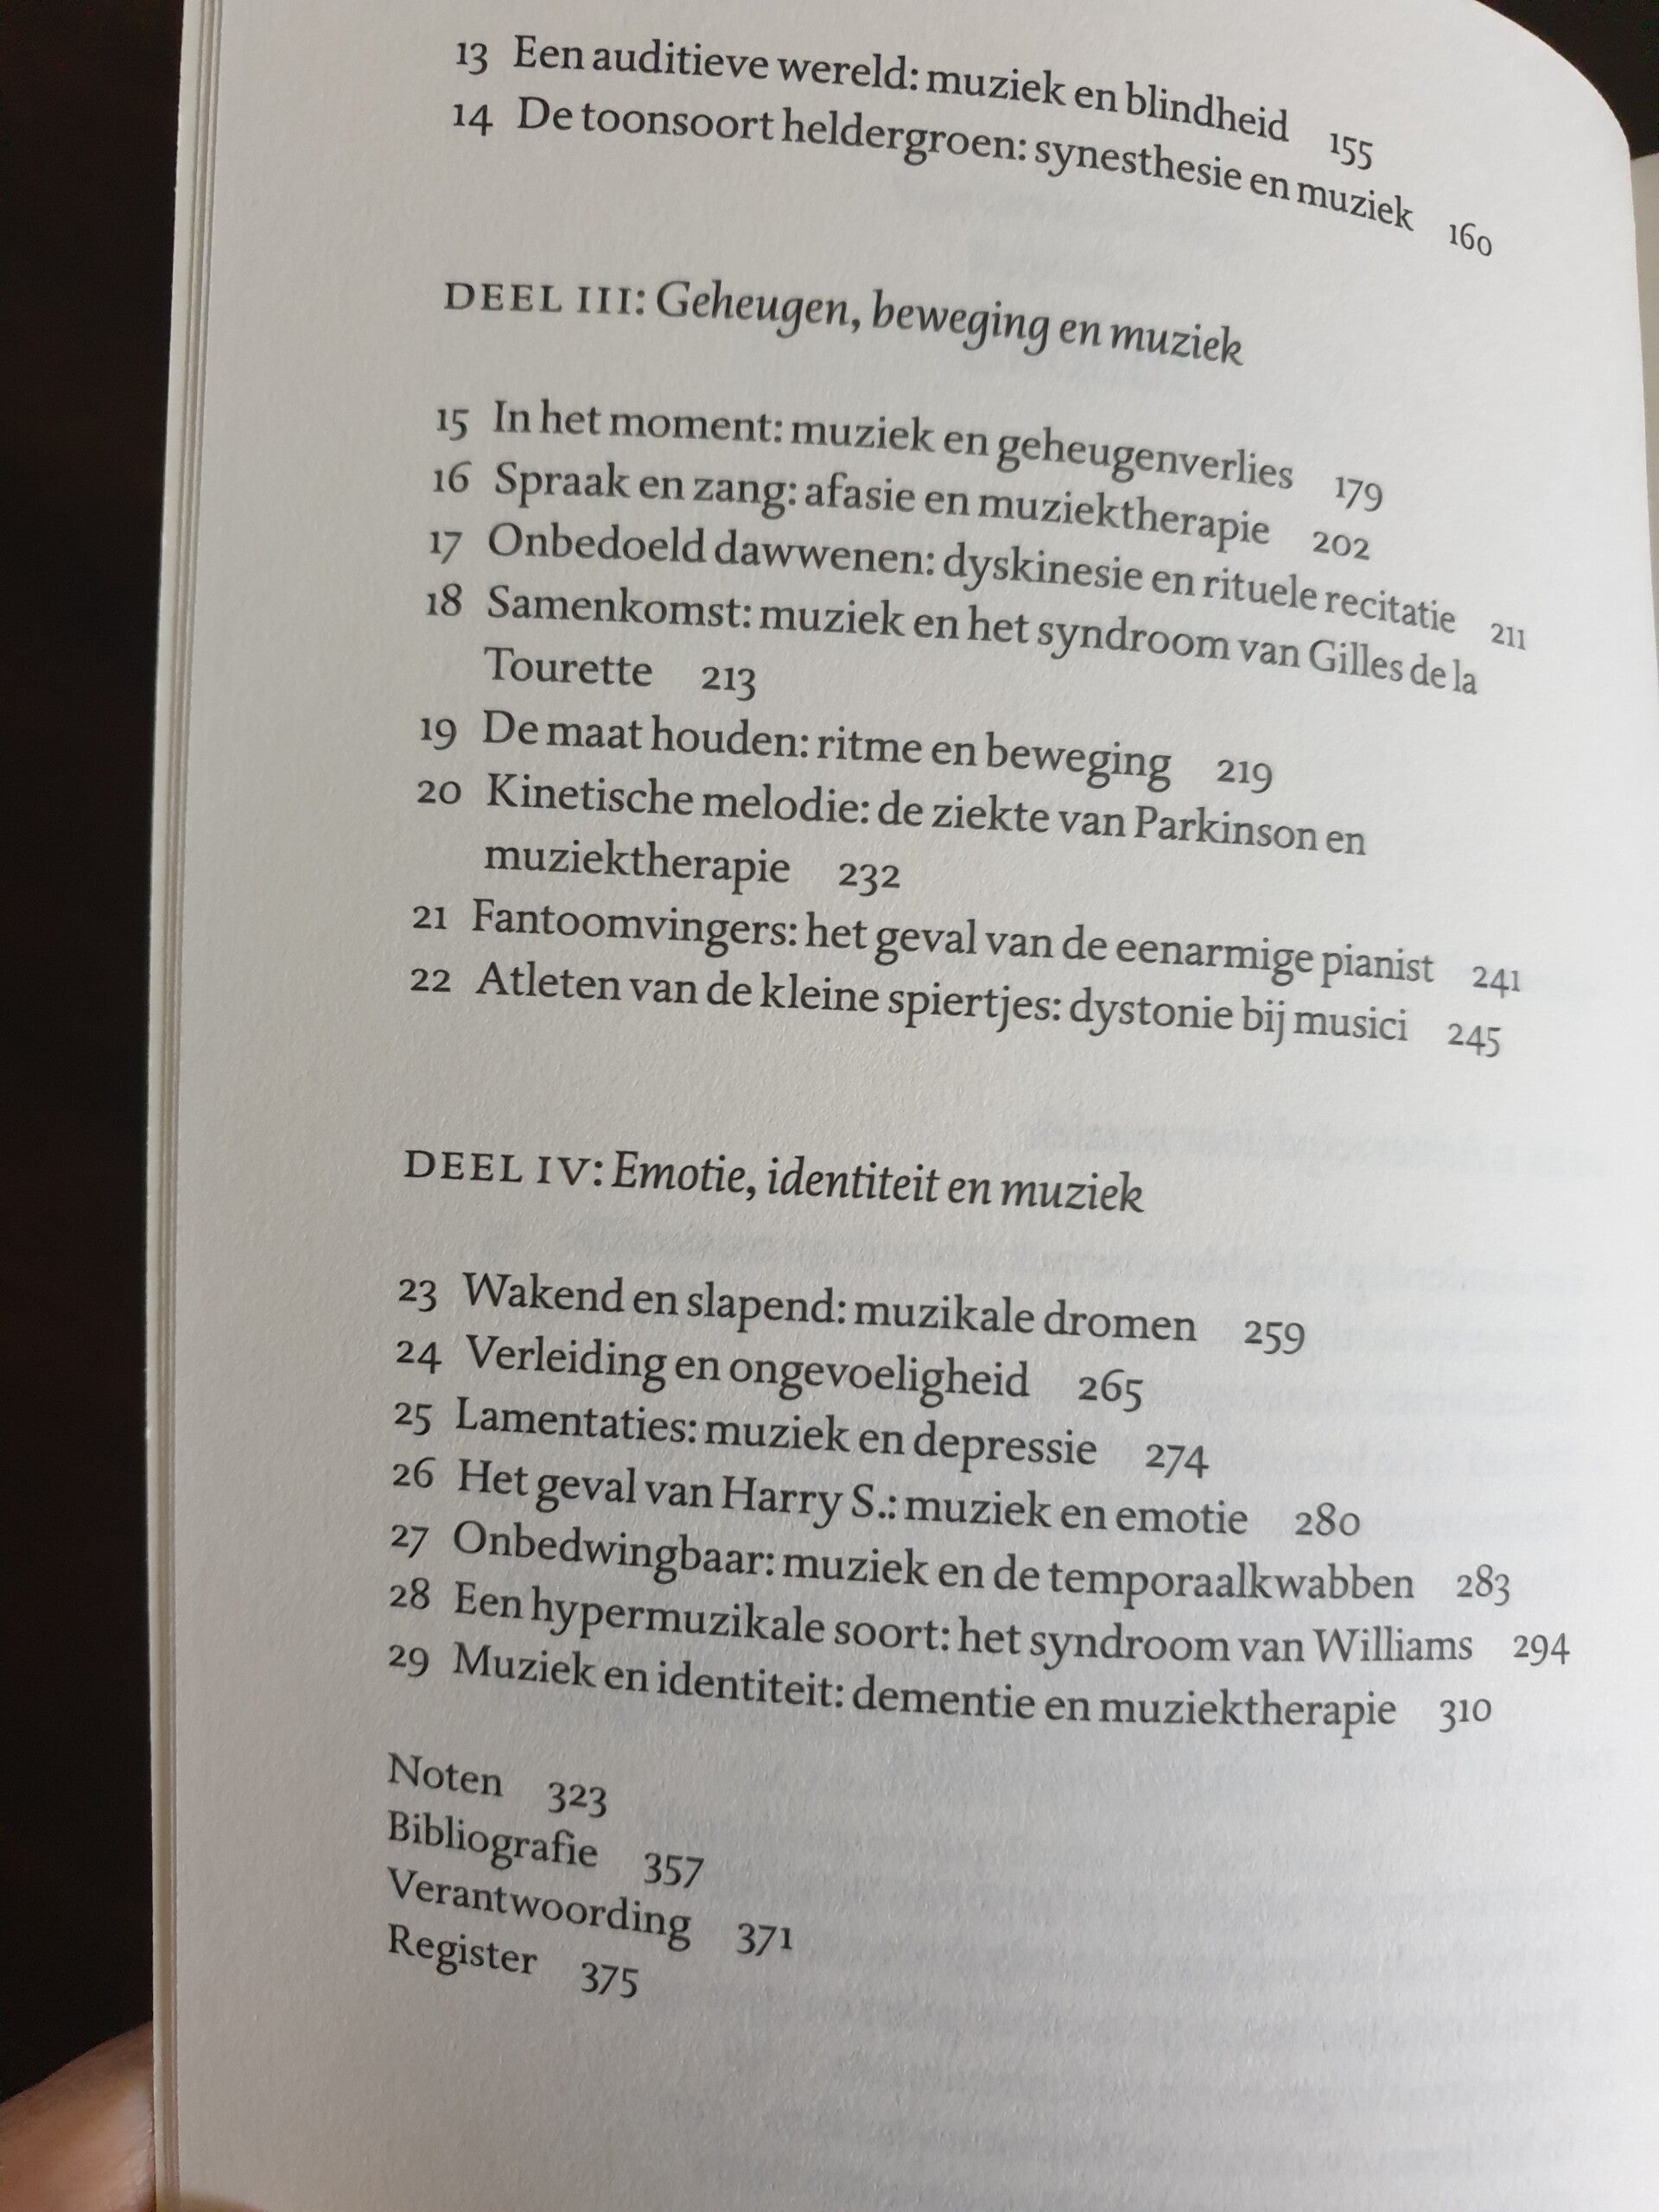 13 Een auditieve wereld: muziek en blindheid 155
14 De toonsoort heldergroen: synesthesie en muziek 160
DEEL III: Geheugen, beweging en muziek
15 In het moment: muziek en geheugenverlies 179
16 Spraak en zang: afasie en muziektherapie 202
17 Onbedoeld dawwenen: dyskinesie en rituele recitatie 211
18 Samenkomst: muziek en het syndroom van Gilles de la
Tourette 213
19 De maat houden: ritme en beweging 219
20 Kinetische melodie: de ziekte van Parkinson en
muziektherapie 232
21 Fantoomvingers: het geval van de eenarmige pianist 241
22 Atleten van de kleine spiertjes: dystonie bij musici 245
DEEL IV: Emotie, identiteit en muziek
23 Wakend en slapend: muzikale dromen 259
24 Verleiding en ongevoeligheid 265
25 Lamentaties: muziek en depressie 274
26 Het geval van Harry S.: muziek en emotie 280
27 Onbedwingbaar: muziek en de temporaalkwabben 283
28 Een hypermuzikale soort: het syndroom van Williams 294
29 Muziek en identiteit: dementie en muziektherapie 310
Noten 323
Bibliografie 357
Verantwoording 371
Register 375